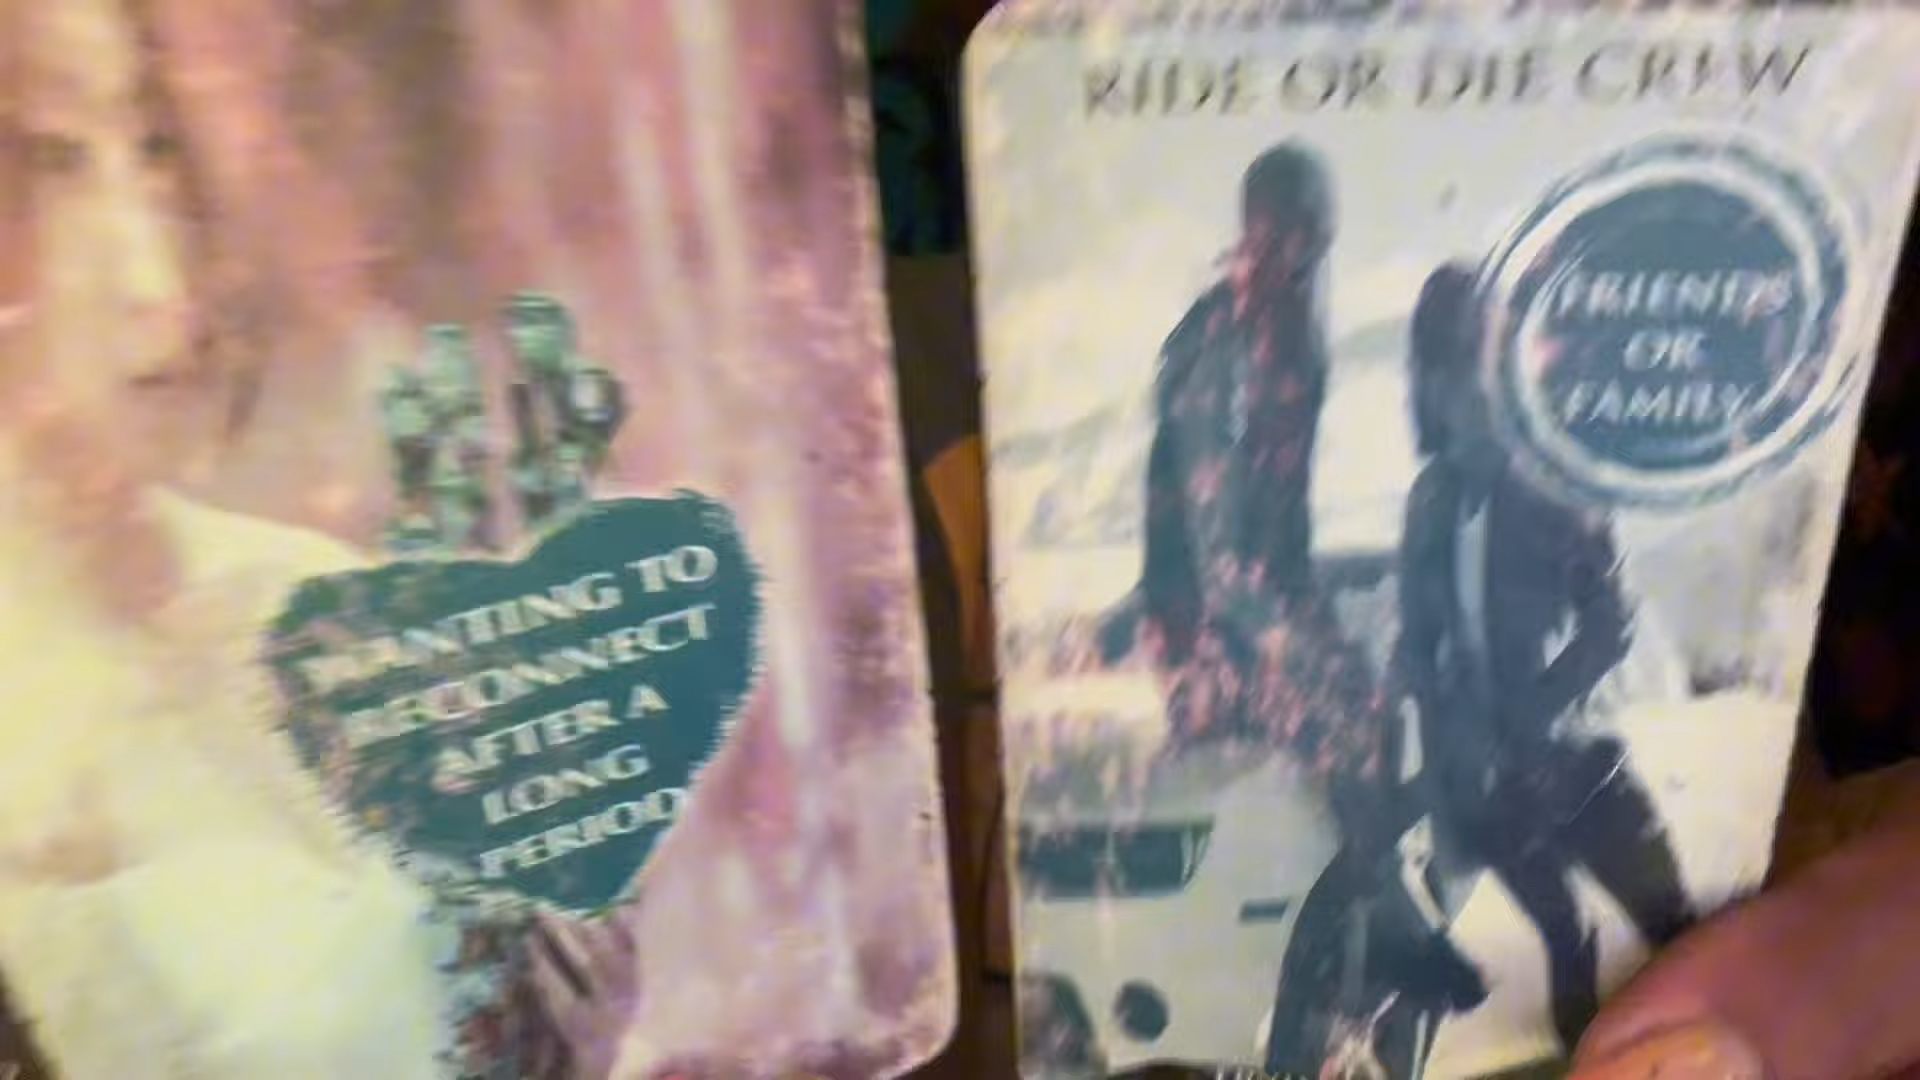 WANTING TO
RECONNECT
AFTER A
LONG
PERIOD
RIDE OR DIE CREW
FRIENDS
OR
FAMILY